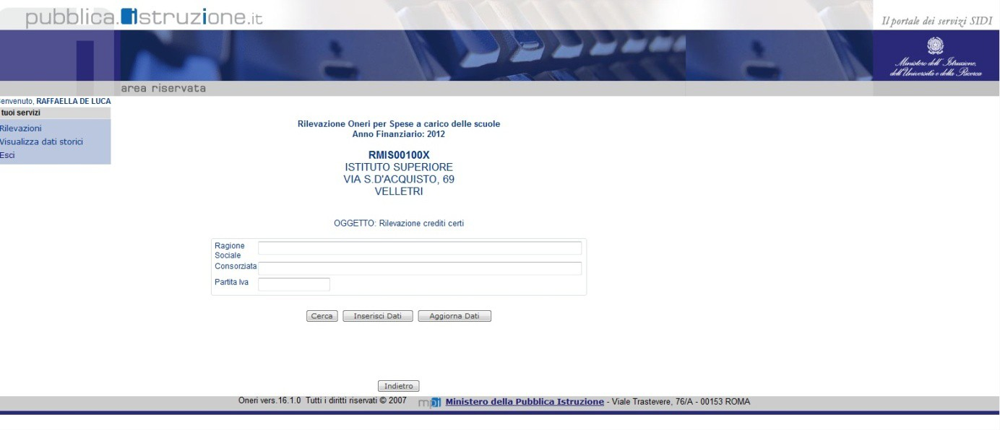 pubblica.istruzione.it
Il portale dei servizi SIDI
Ministero dell' Istruzione,
dell'Università e della Ricerca
area riservata
envenuto, RAFFAELLA DE LUCA
tuoi servizi
Rilevazioni
Visualizza dati storici
Esci
Rilevazione Oneri per Spese a carico delle scuole
Anno Finanziario: 2012
RMIS00100X
ISTITUTO SUPERIORE
VIA S.D'ACQUISTO, 69
VELLETRI
OGGETTO: Rilevazione crediti certi
Ragione
Sociale
Consorziata
Partita Iva
Cerca Inserisci Dati Aggiorna Dati
Indietro
Oneri vers.16.1.0 Tutti i diritti riservati © 2007 mpi Ministero della Pubblica Istruzione - Viale Trastevere, 76/A - 00153 ROMA